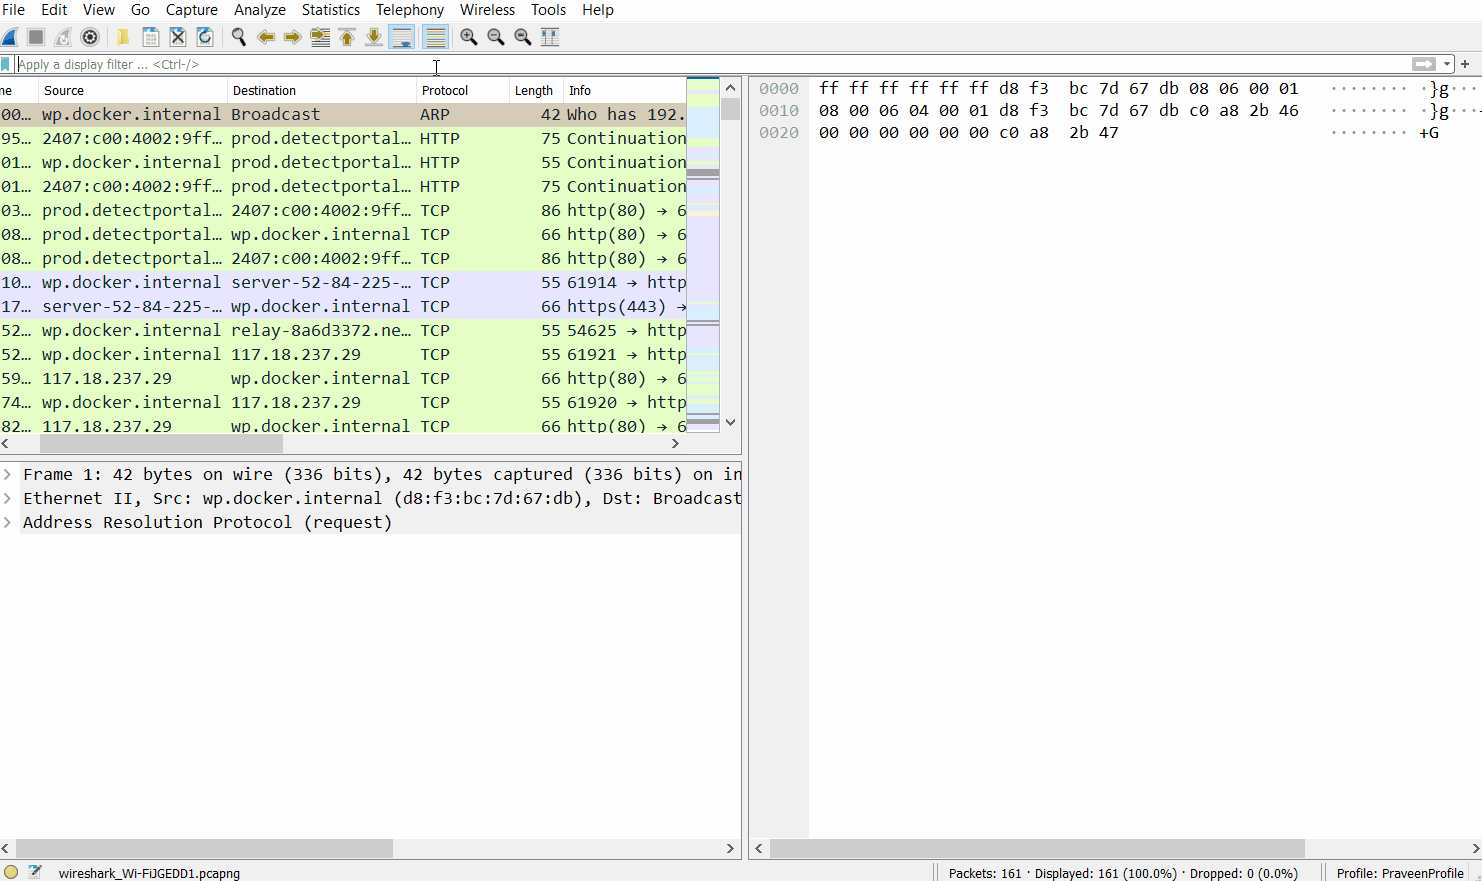 File Edit View Go Capture Analyze Statistics Telephony Wireless Tools Help
Apply a display filter ... <Ctrl-/>
ne Source Destination Protocol Length Info
00… wp.docker.internal Broadcast ARP 42 Who has 192.
95… 2407:c00:4002:9ff… prod.detectportal… HTTP 75 Continuation
01… wp.docker.internal prod.detectportal… HTTP 55 Continuation
01… 2407:c00:4002:9ff… prod.detectportal… HTTP 75 Continuation
03… prod.detectportal… 2407:c00:4002:9ff… TCP 86 http(80) → 6
08… prod.detectportal… wp.docker.internal TCP 66 http(80) → 6
08… prod.detectportal… 2407:c00:4002:9ff… TCP 86 http(80) → 6
10… wp.docker.internal server-52-84-225-… TCP 55 61914 → http
17… server-52-84-225-… wp.docker.internal TCP 66 https(443) →
52… wp.docker.internal relay-8a6d3372.ne… TCP 55 54625 → http
52… wp.docker.internal 117.18.237.29 TCP 55 61921 → http
59… 117.18.237.29 wp.docker.internal TCP 66 http(80) → 6
74… wp.docker.internal 117.18.237.29 TCP 55 61920 → http
82… 117.18.237.29 wp.docker.internal TCP 66 http(80) → 6
Frame 1: 42 bytes on wire (336 bits), 42 bytes captured (336 bits) on in
Ethernet II, Src: wp.docker.internal (d8:f3:bc:7d:67:db), Dst: Broadcast
Address Resolution Protocol (request)
0000 ff ff ff ff ff ff d8 f3 bc 7d 67 db 08 06 00 01 ········ ·}g···
0010 08 00 06 04 00 01 d8 f3 bc 7d 67 db c0 a8 2b 46 ········ ·}g···
0020 00 00 00 00 00 00 c0 a8 2b 47 ········ +G
wireshark_Wi-FiJGEDD1.pcapng Packets: 161 · Displayed: 161 (100.0%) · Dropped: 0 (0.0%) Profile: PraveenProfile